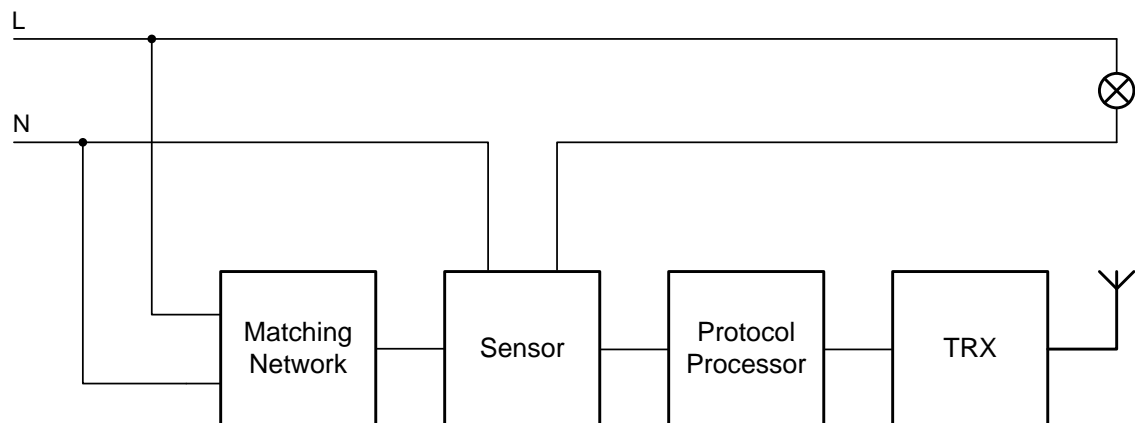 L
N
Matching
Network
Sensor
Protocol
Processor
TRX